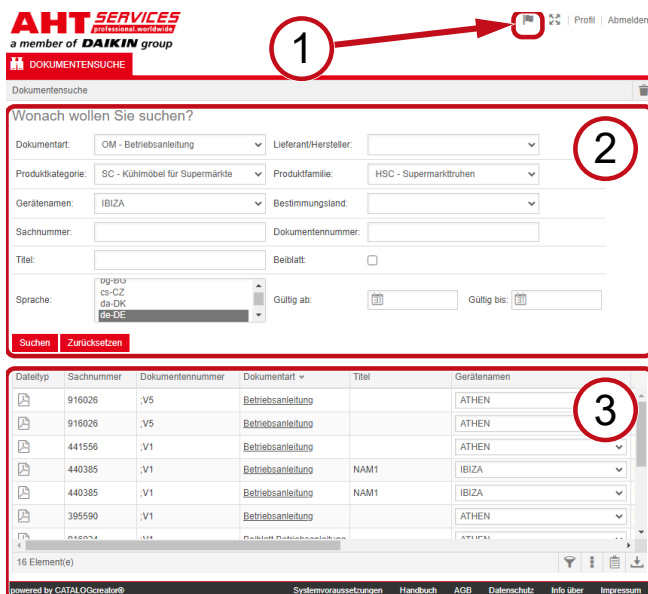 AHT SERVICES
professional.worldwide
a member of DAIKIN group
1
Profil | Abmelden
DOKUMENTENSUCHE
Dokumentensuche
Wonach wollen Sie suchen?
2
Dokumentart: OM - Betriebsanleitung Lieferant/Hersteller:
Produktkategorie: SC - Kühlmöbel für Supermärkte Produktfamilie: HSC - Supermarkttruhen
Gerätenamen: IBIZA Bestimmungsland:
Sachnummer: Dokumentennummer:
Titel: Beiblatt:
bg-BG
cs-CZ
Sprache: da-DK Gültig ab: Gültig bis:
de-DE
Suchen Zurücksetzen
Dateityp Sachnummer Dokumentennummer Dokumentart Titel Gerätenamen
3
916026 ;V5 Betriebsanleitung ATHEN
916026 ;V5 Betriebsanleitung ATHEN
441556 ;V1 Betriebsanleitung ATHEN
440385 ;V1 Betriebsanleitung NAM1 IBIZA
440385 ;V1 Betriebsanleitung NAM1 IBIZA
395590 ;V1 Betriebsanleitung ATHEN
916024 ;V1 Beiblatt Betriebsanleitung ATHEN
16 Element(e)
powered by CATALOGcreator® Systemvoraussetzungen Handbuch AGB Datenschutz Info über Impressum